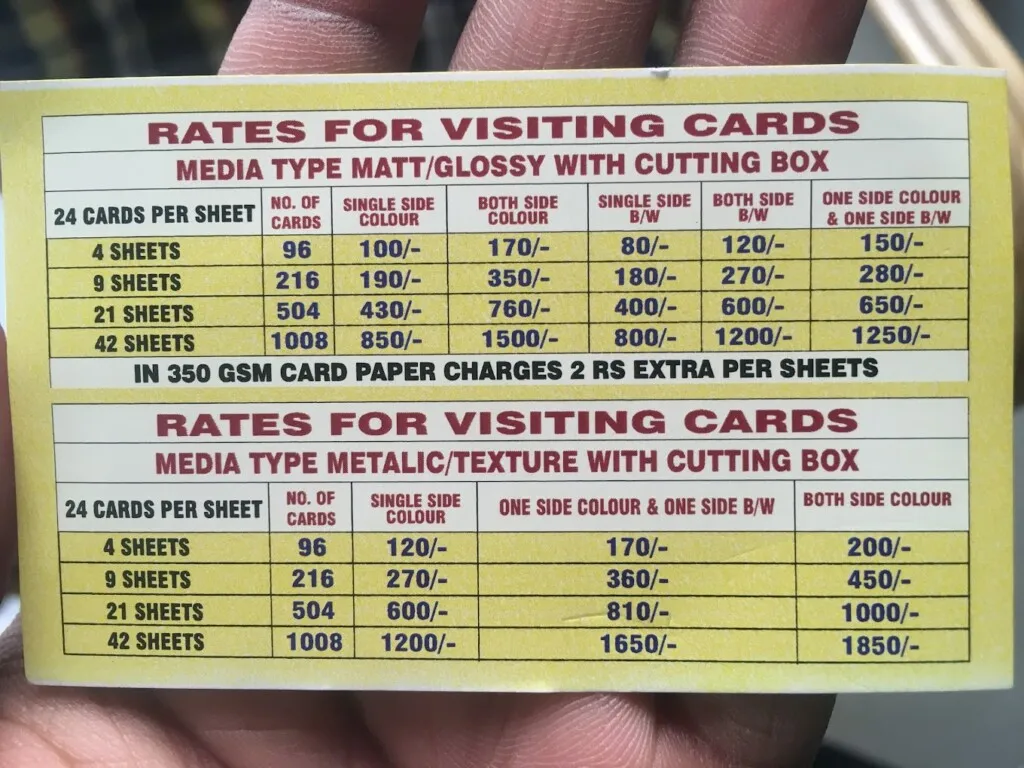 RATES FOR VISITING CARDS
MEDIA TYPE MATT/GLOSSY WITH CUTTING BOX
24 CARDS PER SHEET NO. OF CARDS SINGLE SIDE COLOUR BOTH SIDE COLOUR SINGLE SIDE B/W BOTH SIDE B/W ONE SIDE COLOUR & ONE SIDE B/W
4 SHEETS 96 100/- 170/- 80/- 120/- 150/-
9 SHEETS 216 190/- 350/- 180/- 270/- 280/-
21 SHEETS 504 430/- 760/- 400/- 600/- 650/-
42 SHEETS 1008 850/- 1500/- 800/- 1200/- 1250/-
IN 350 GSM CARD PAPER CHARGES 2 RS EXTRA PER SHEETS
RATES FOR VISITING CARDS
MEDIA TYPE METALIC/TEXTURE WITH CUTTING BOX
24 CARDS PER SHEET NO. OF CARDS SINGLE SIDE COLOUR ONE SIDE COLOUR & ONE SIDE B/W BOTH SIDE COLOUR
4 SHEETS 96 120/- 170/- 200/-
9 SHEETS 216 270/- 360/- 450/-
21 SHEETS 504 600/- 810/- 1000/-
42 SHEETS 1008 1200/- 1650/- 1850/-